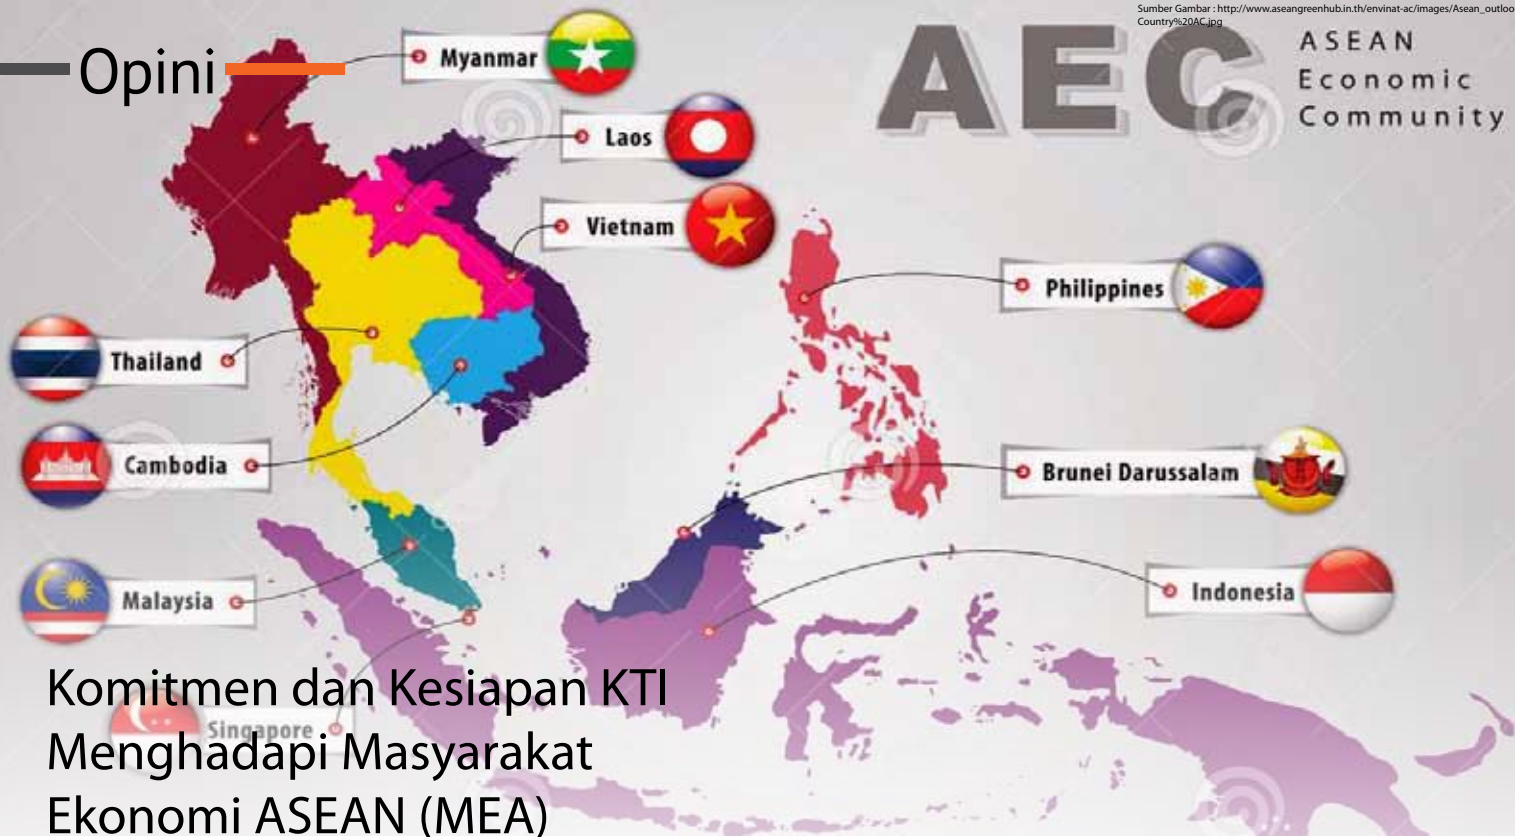 Sumber Gambar : http://www.aseangreenhub.in.th/envinat-ac/images/Asean_outloo
Country%20AC.jpg
Opini
AEC
ASEAN
Economic
Community
Myanmar
Laos
Vietnam
Philippines
Thailand
Cambodia
Brunei Darussalam
Malaysia
Indonesia
Singapore
Komitmen dan Kesiapan KTI
Menghadapi Masyarakat
Ekonomi ASEAN (MEA)